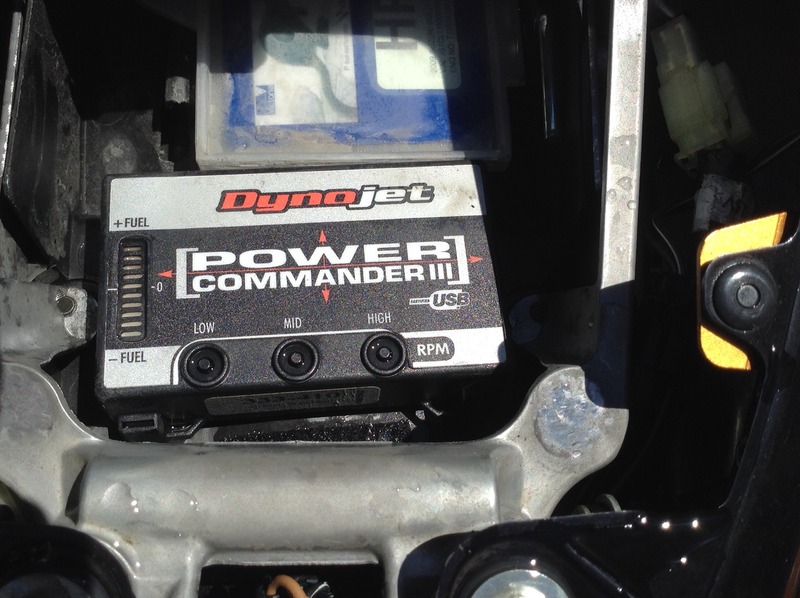 Dynojet
+ FUEL
POWER
COMMANDER III
-0
USB
LOW MID HIGH
RPM
– FUEL